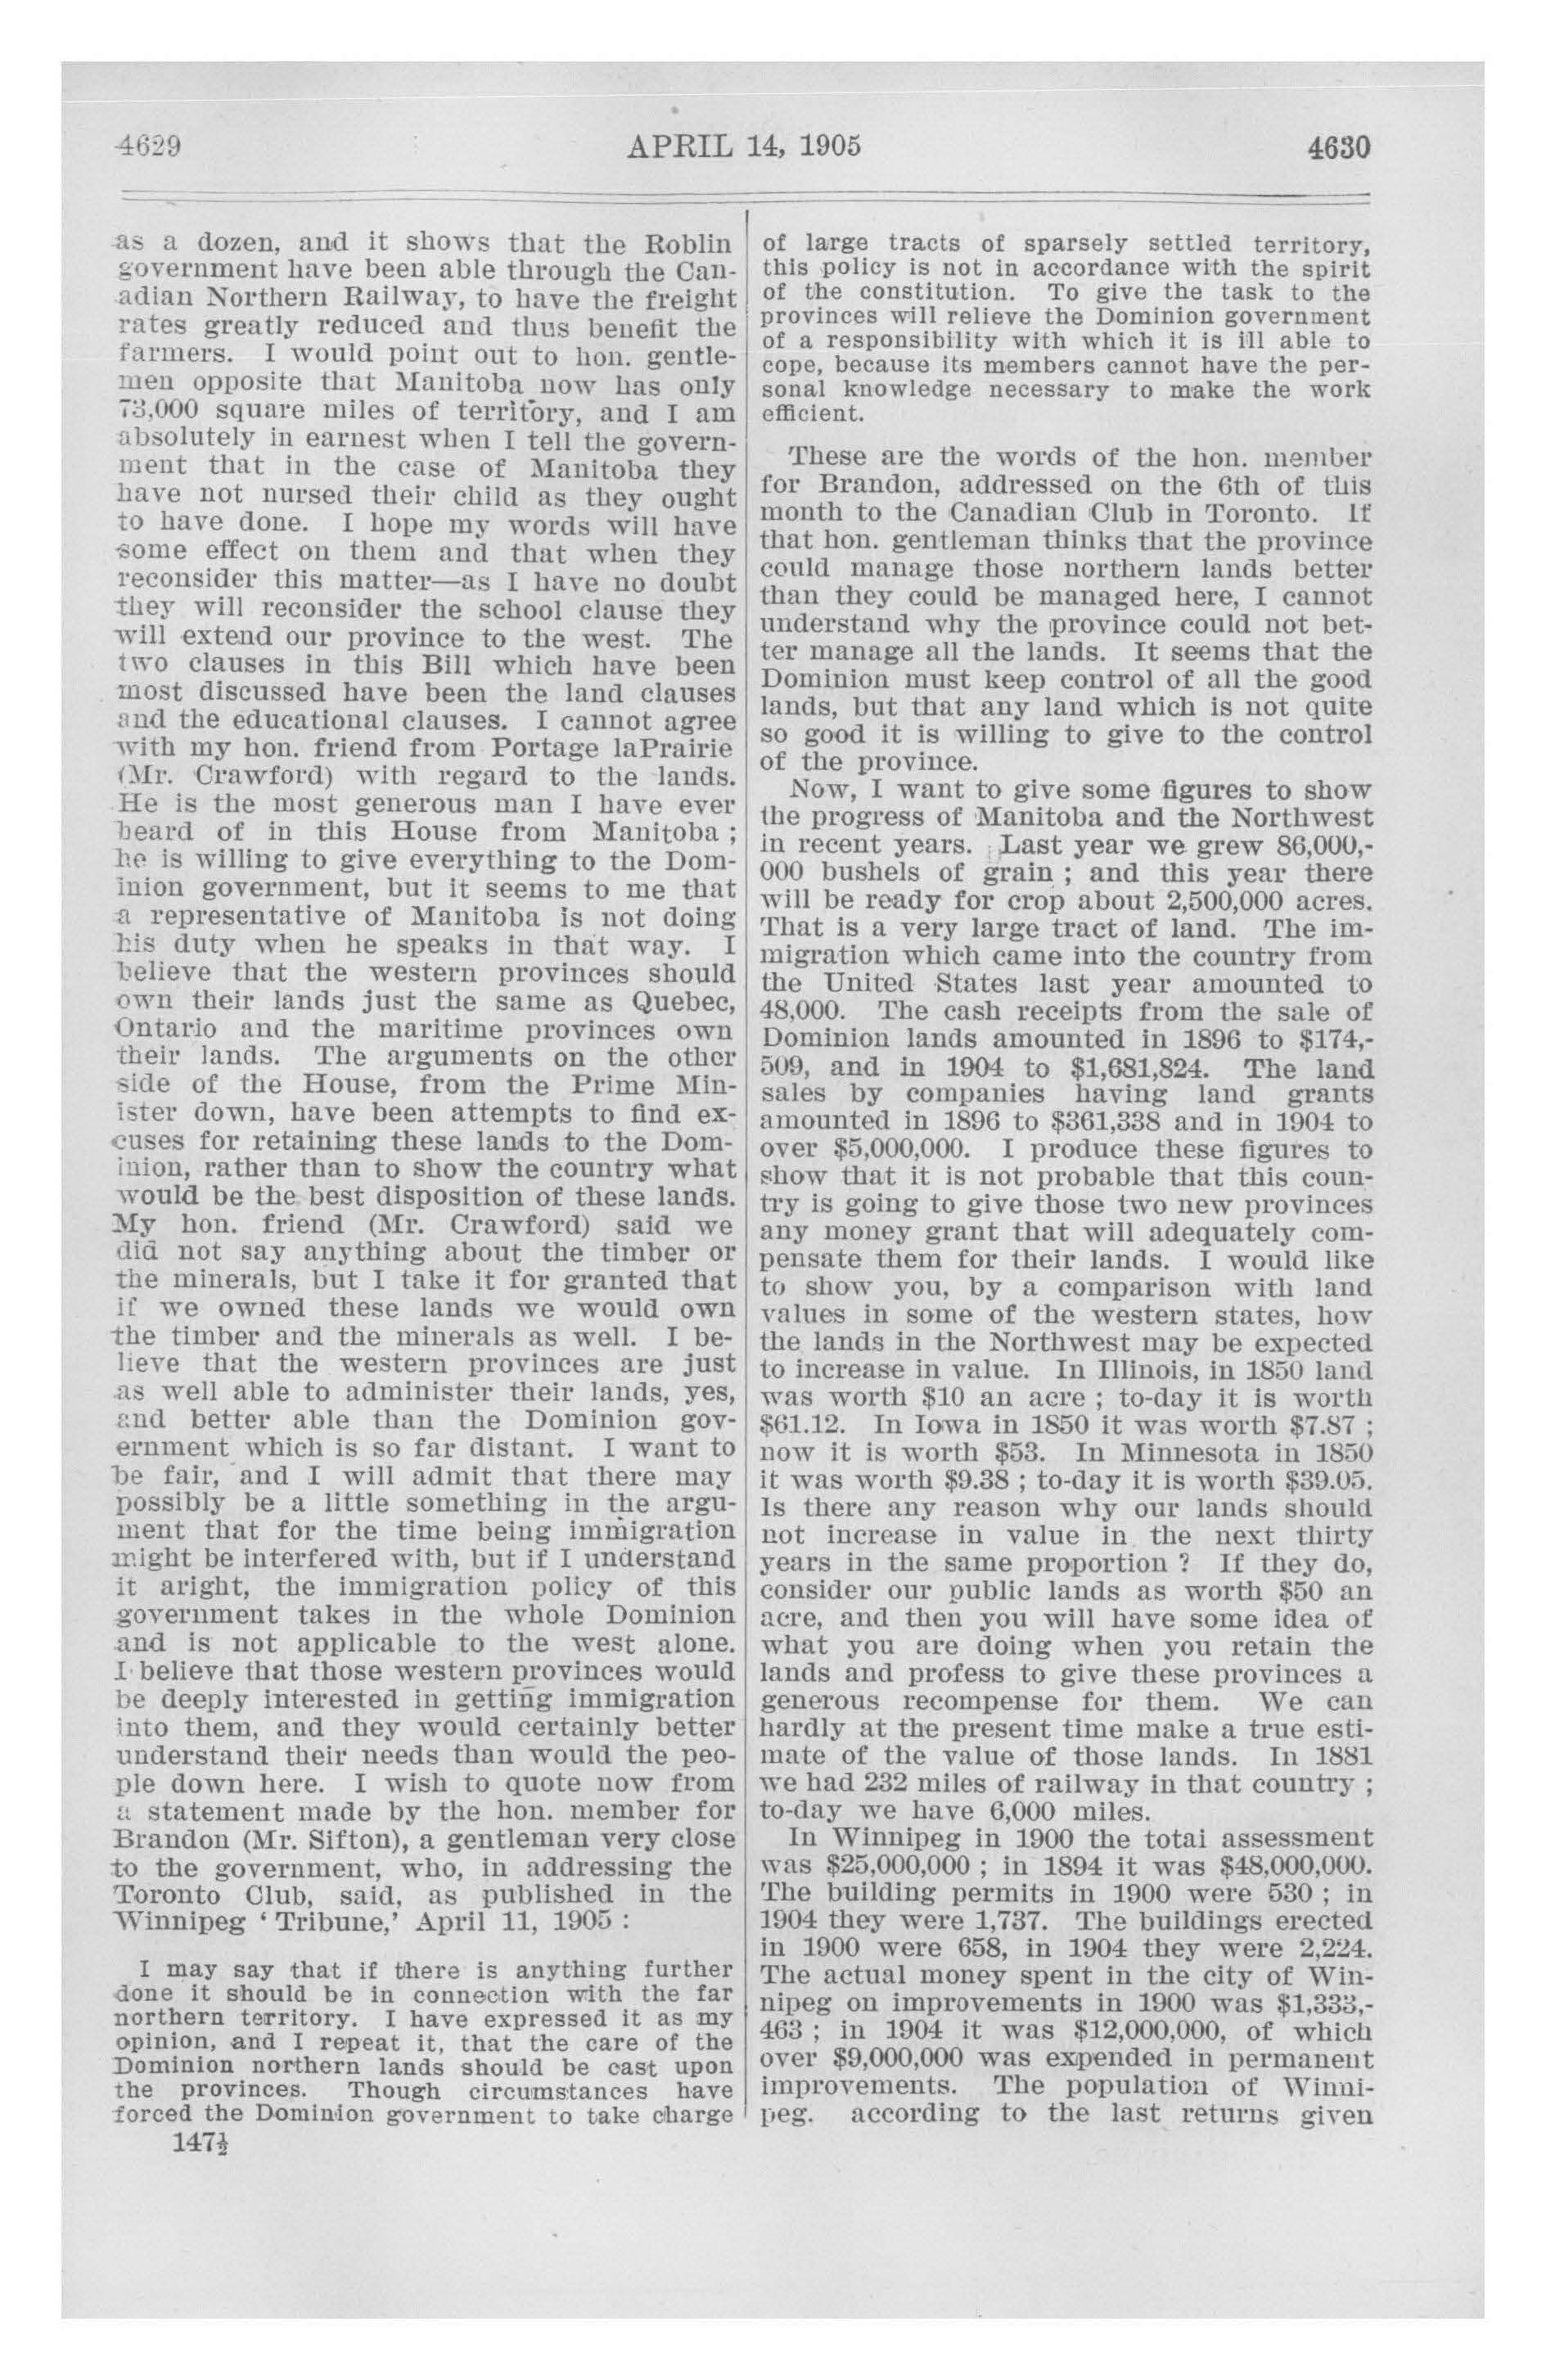 4629
APRIL 14, 1905
4630
as a dozen, and it shows that the Roblin
government have been able through the Can-
adian Northern Railway, to have the freight
rates greatly reduced and thus benefit the
farmers. I would point out to hon. gentle-
men opposite that Manitoba now has only
73,000 square miles of territory, and I am
absolutely in earnest when I tell the govern-
ment that in the case of Manitoba they
have not nursed their child as they ought
to have done. I hope my words will have
some effect on them and that when they
reconsider this matter—as I have no doubt
they will reconsider the school clause they
will extend our province to the west. The
two clauses in this Bill which have been
most discussed have been the land clauses
and the educational clauses. I cannot agree
with my hon. friend from Portage laPrairie
(Mr. Crawford) with regard to the lands.
He is the most generous man I have ever
heard of in this House from Manitoba ;
he is willing to give everything to the Dom-
inion government, but it seems to me that
a representative of Manitoba is not doing
his duty when he speaks in that way. I
believe that the western provinces should
own their lands just the same as Quebec,
Ontario and the maritime provinces own
their lands. The arguments on the other
side of the House, from the Prime Min-
ister down, have been attempts to find ex-
cuses for retaining these lands to the Dom-
inion, rather than to show the country what
would be the best disposition of these lands.
My hon. friend (Mr. Crawford) said we
did not say anything about the timber or
the minerals, but I take it for granted that
if we owned these lands we would own
the timber and the minerals as well. I be-
lieve that the western provinces are just
as well able to administer their lands, yes,
and better able than the Dominion gov-
ernment which is so far distant. I want to
be fair, and I will admit that there may
possibly be a little something in the argu-
ment that for the time being immigration
might be interfered with, but if I understand
it aright, the immigration policy of this
government takes in the whole Dominion
and is not applicable to the west alone.
I believe that those western provinces would
be deeply interested in getting immigration
into them, and they would certainly better
understand their needs than would the peo-
ple down here. I wish to quote now from
a statement made by the hon. member for
Brandon (Mr. Sifton), a gentleman very close
to the government, who, in addressing the
Toronto Club, said, as published in the
Winnipeg ‘ Tribune,’ April 11, 1905 :
I may say that if there is anything further
done it should be in connection with the far
northern territory. I have expressed it as my
opinion, and I repeat it, that the care of the
Dominion northern lands should be cast upon
the provinces. Though circumstances have
forced the Dominion government to take charge
147½
of large tracts of sparsely settled territory,
this policy is not in accordance with the spirit
of the constitution. To give the task to the
provinces will relieve the Dominion government
of a responsibility with which it is ill able to
cope, because its members cannot have the per-
sonal knowledge necessary to make the work
efficient.
These are the words of the hon. member
for Brandon, addressed on the 6th of this
month to the Canadian Club in Toronto. If
that hon. gentleman thinks that the province
could manage those northern lands better
than they could be managed here, I cannot
understand why the province could not bet-
ter manage all the lands. It seems that the
Dominion must keep control of all the good
lands, but that any land which is not quite
so good it is willing to give to the control
of the province.
Now, I want to give some figures to show
the progress of Manitoba and the Northwest
in recent years. Last year we grew 86,000,-
000 bushels of grain ; and this year there
will be ready for crop about 2,500,000 acres.
That is a very large tract of land. The im-
migration which came into the country from
the United States last year amounted to
48,000. The cash receipts from the sale of
Dominion lands amounted in 1896 to $174,-
509, and in 1904 to $1,681,824. The land
sales by companies having land grants
amounted in 1896 to $361,338 and in 1904 to
over $5,000,000. I produce these figures to
show that it is not probable that this coun-
try is going to give those two new provinces
any money grant that will adequately com-
pensate them for their lands. I would like
to show you, by a comparison with land
values in some of the western states, how
the lands in the Northwest may be expected
to increase in value. In Illinois, in 1850 land
was worth $10 an acre ; to-day it is worth
$61.12. In Iowa in 1850 it was worth $7.87 ;
now it is worth $53. In Minnesota in 1850
it was worth $9.38 ; to-day it is worth $39.05.
Is there any reason why our lands should
not increase in value in the next thirty
years in the same proportion ? If they do,
consider our public lands as worth $50 an
acre, and then you will have some idea of
what you are doing when you retain the
lands and profess to give these provinces a
generous recompense for them. We can
hardly at the present time make a true esti-
mate of the value of those lands. In 1881
we had 232 miles of railway in that country ;
to-day we have 6,000 miles.
In Winnipeg in 1900 the total assessment
was $25,000,000 ; in 1894 it was $48,000,000.
The building permits in 1900 were 530 ; in
1904 they were 1,737. The buildings erected
in 1900 were 658, in 1904 they were 2,224.
The actual money spent in the city of Win-
nipeg on improvements in 1900 was $1,333,-
463 ; in 1904 it was $12,000,000, of which
over $9,000,000 was expended in permanent
improvements. The population of Winni-
peg. according to the last returns given